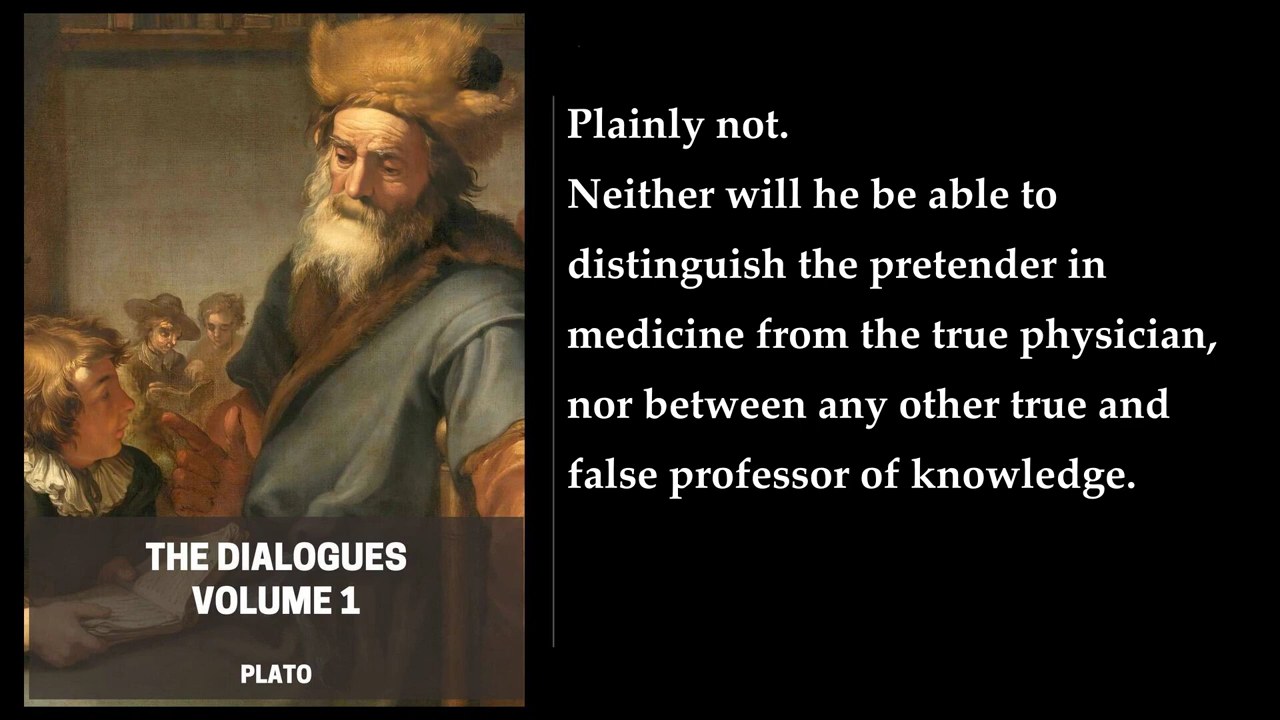 THE DIALOGUES
VOLUME 1
PLATO
Plainly not.
Neither will he be able to
distinguish the pretender in
medicine from the true physician,
nor between any other true and
false professor of knowledge.